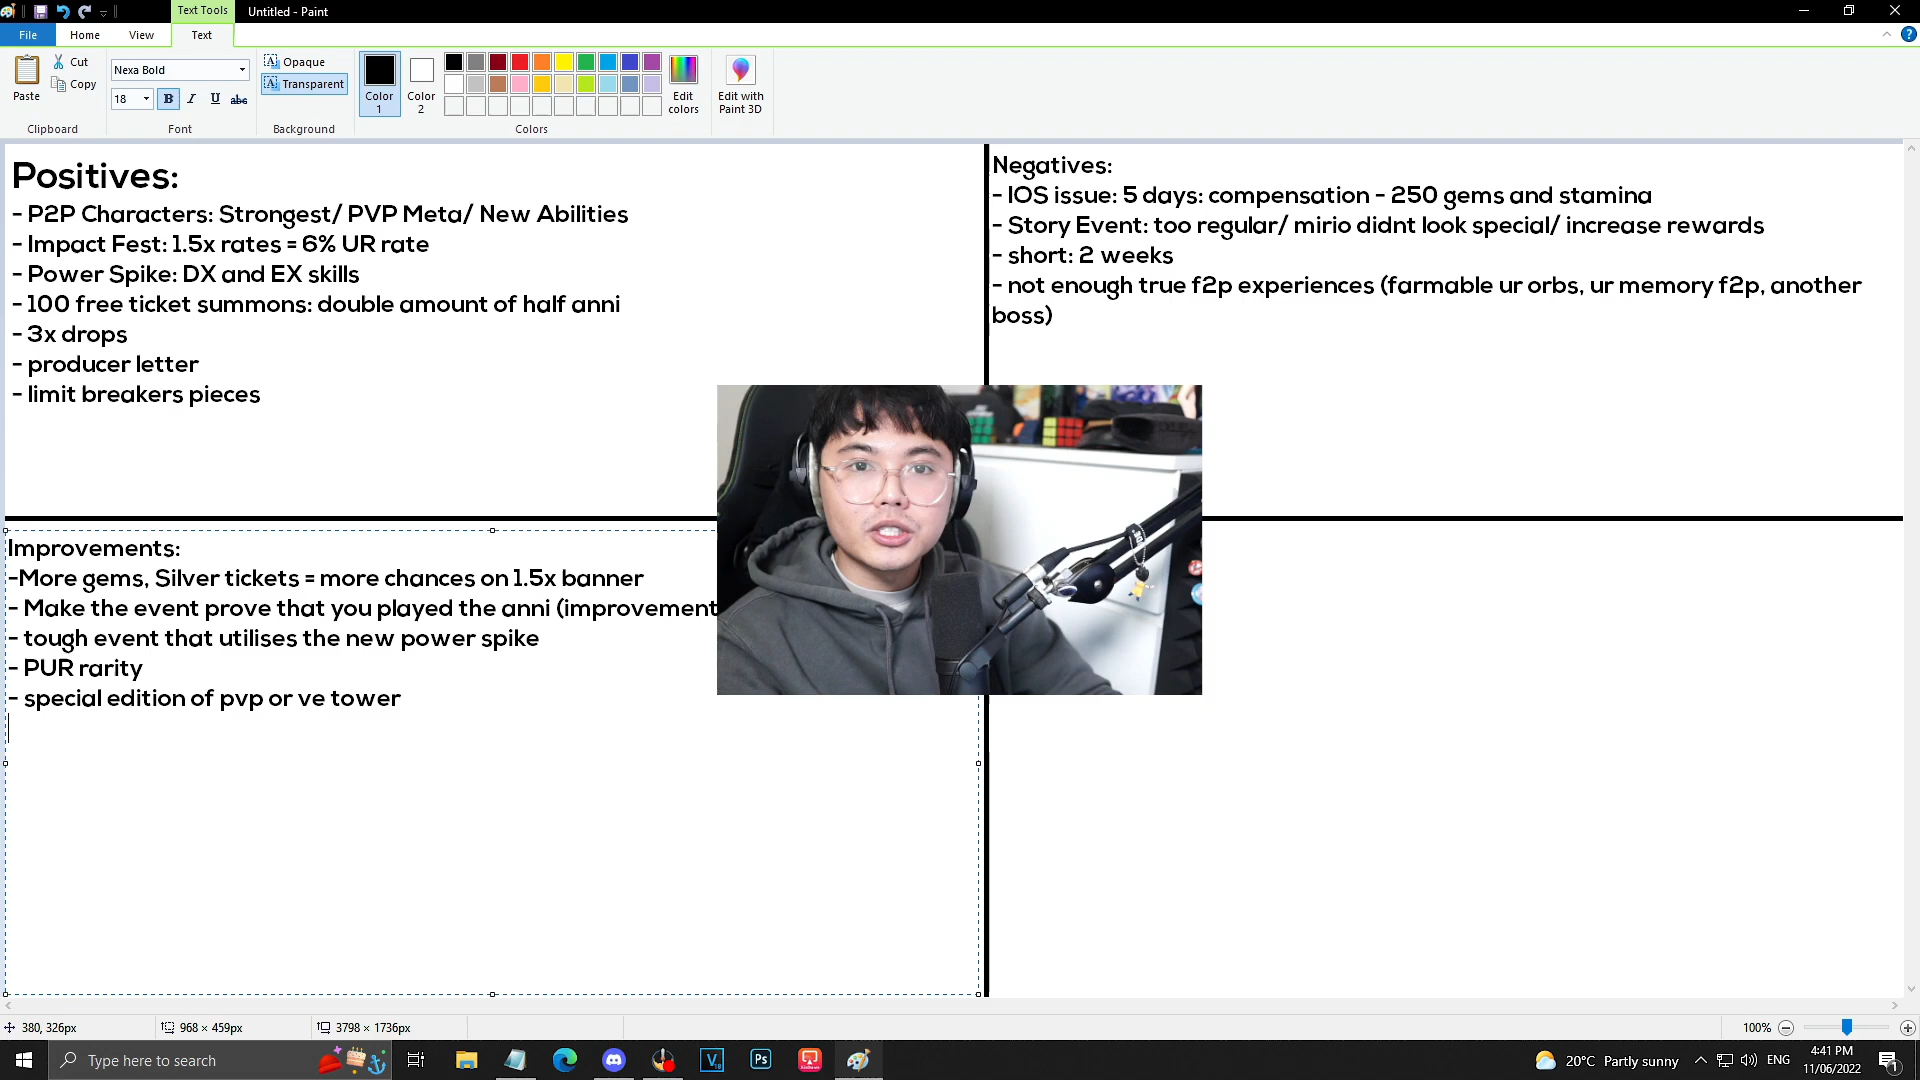 Text Tools
Untitled - Paint
File
Home
View
Text
Paste
Cut
Copy
Clipboard
Nexa Bold
18
B
I
U
abc
Font
A Opaque
A Transparent
Background
Color 1
Color 2
Edit colors
Colors
Edit with Paint 3D
Positives:
- P2P Characters: Strongest/ PVP Meta/ New Abilities
- Impact Fest: 1.5x rates = 6% UR rate
- Power Spike: DX and EX skills
- 100 free ticket summons: double amount of half anni
- 3x drops
- producer letter
- limit breakers pieces
Negatives:
- IOS issue: 5 days: compensation - 250 gems and stamina
- Story Event: too regular/ mirio didnt look special/ increase rewards
- short: 2 weeks
- not enough true f2p experiences (farmable ur orbs, ur memory f2p, another
boss)
Improvements:
-More gems, Silver tickets = more chances on 1.5x banner
- Make the event prove that you played the anni (improvement
- tough event that utilises the new power spike
- PUR rarity
- special edition of pvp or ve tower
380, 326px
968 × 459px
3798 × 1736px
100%
Type here to search
V
18
Ps
20°C Partly sunny
ENG
4:41 PM
11/06/2022
1